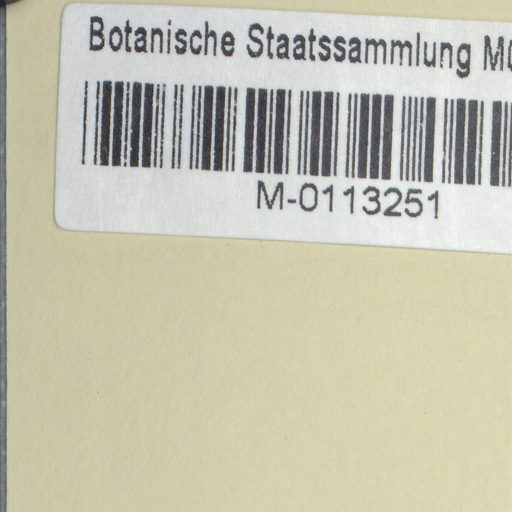 Botanische Staatssammlung
M-0113251